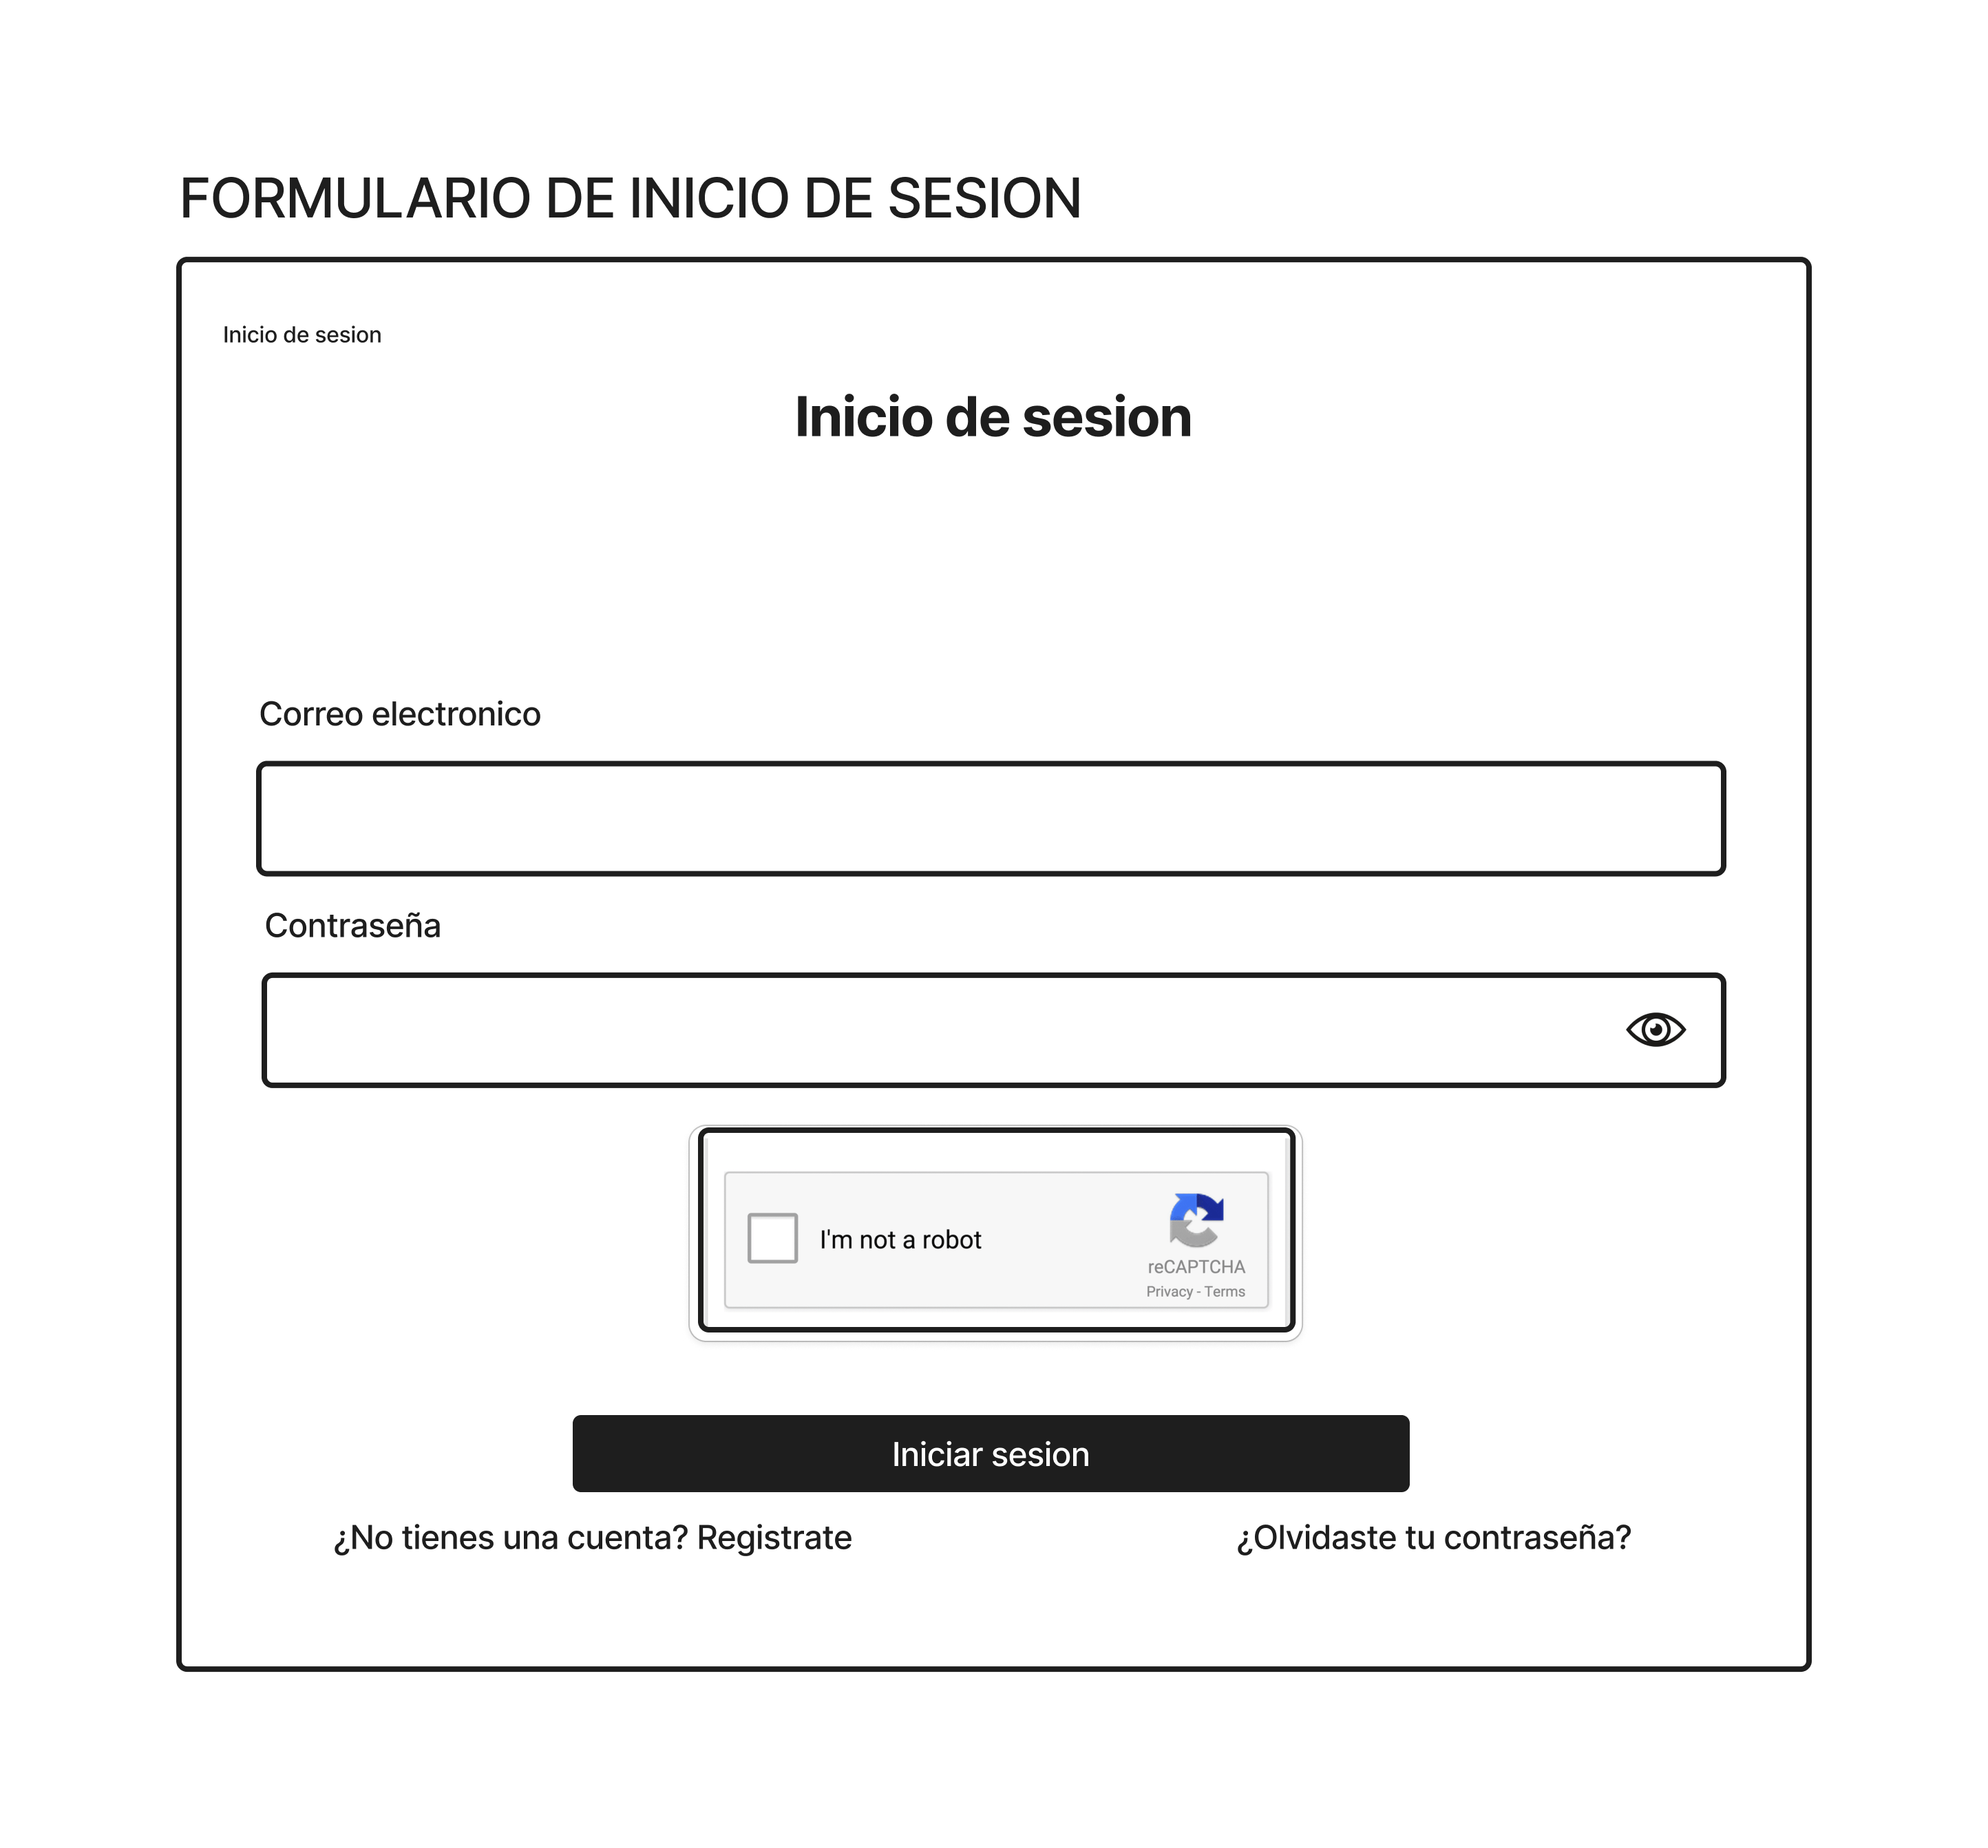 FORMULARIO DE INICIO DE SESION
Inicio de sesion
Inicio de sesion
Correo electronico
Contraseña
I'm not a robot
reCAPTCHA
Privacy - Terms
Iniciar sesion
¿No tienes una cuenta? Registrate
¿Olvidaste tu contraseña?